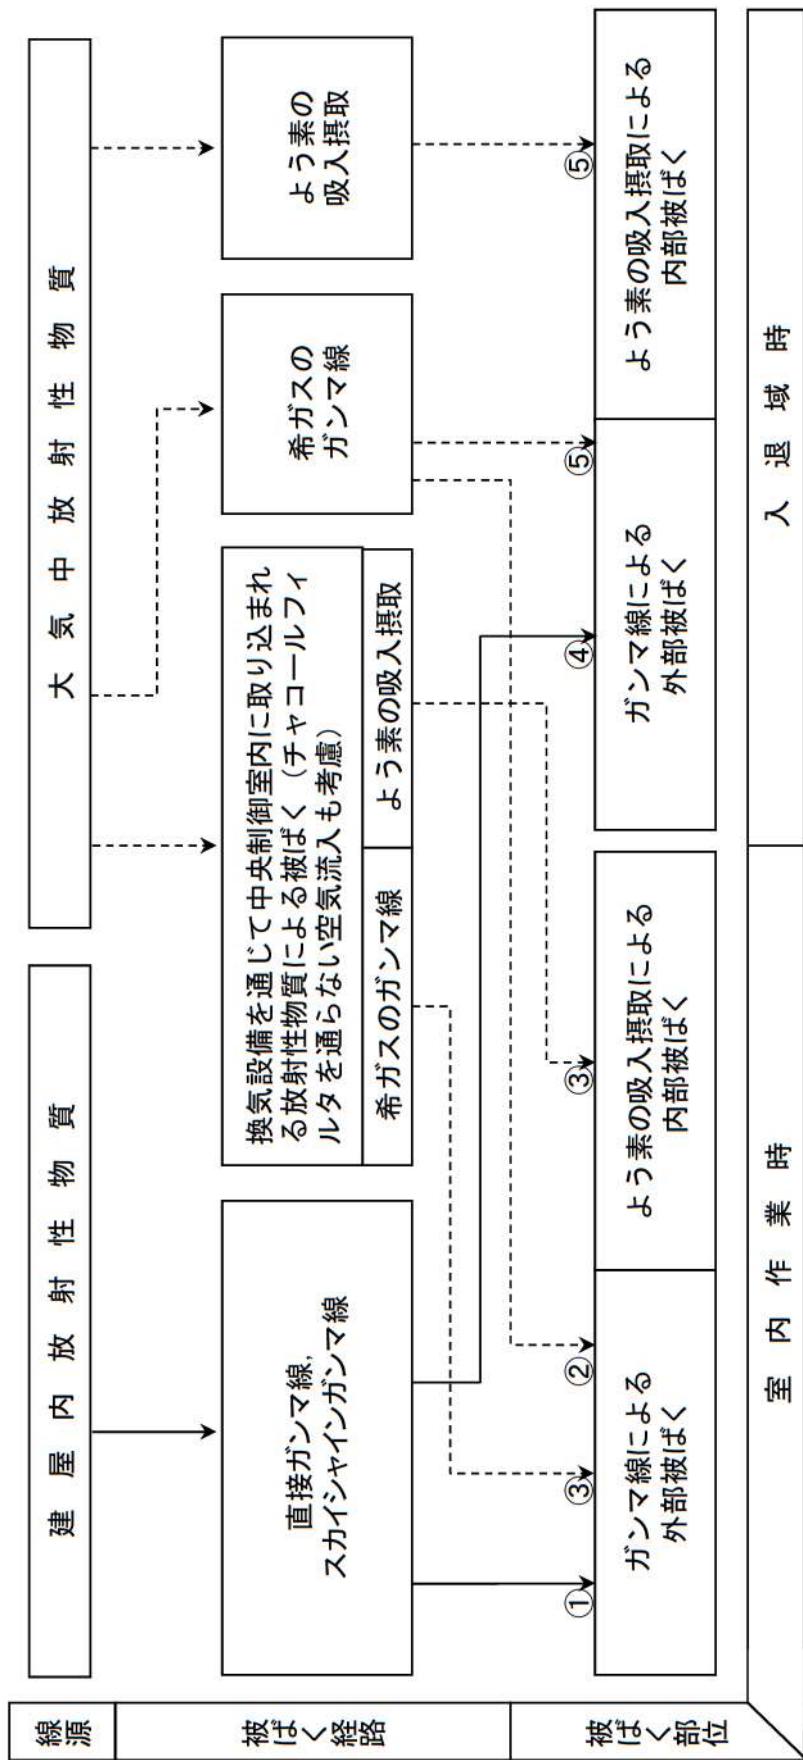 線源
建屋内放射性物質
大気中放射性物質
被ばく経路
直接ガンマ線,
スカイシャインガンマ線
換気設備を通じて中央制御室内に取り込まれ
る放射性物質による被ばく（チャコールフィ
ルタを通らない空気流入も考慮）
希ガスのガンマ線
よう素の吸入摂取
希ガスの
ガンマ線
よう素の
吸入摂取
被ばく部位
①
③
②
③
④
⑤
⑤
ガンマ線による
外部被ばく
よう素の吸入摂取による
内部被ばく
ガンマ線による
外部被ばく
よう素の吸入摂取による
内部被ばく
室内作業時
入退域時